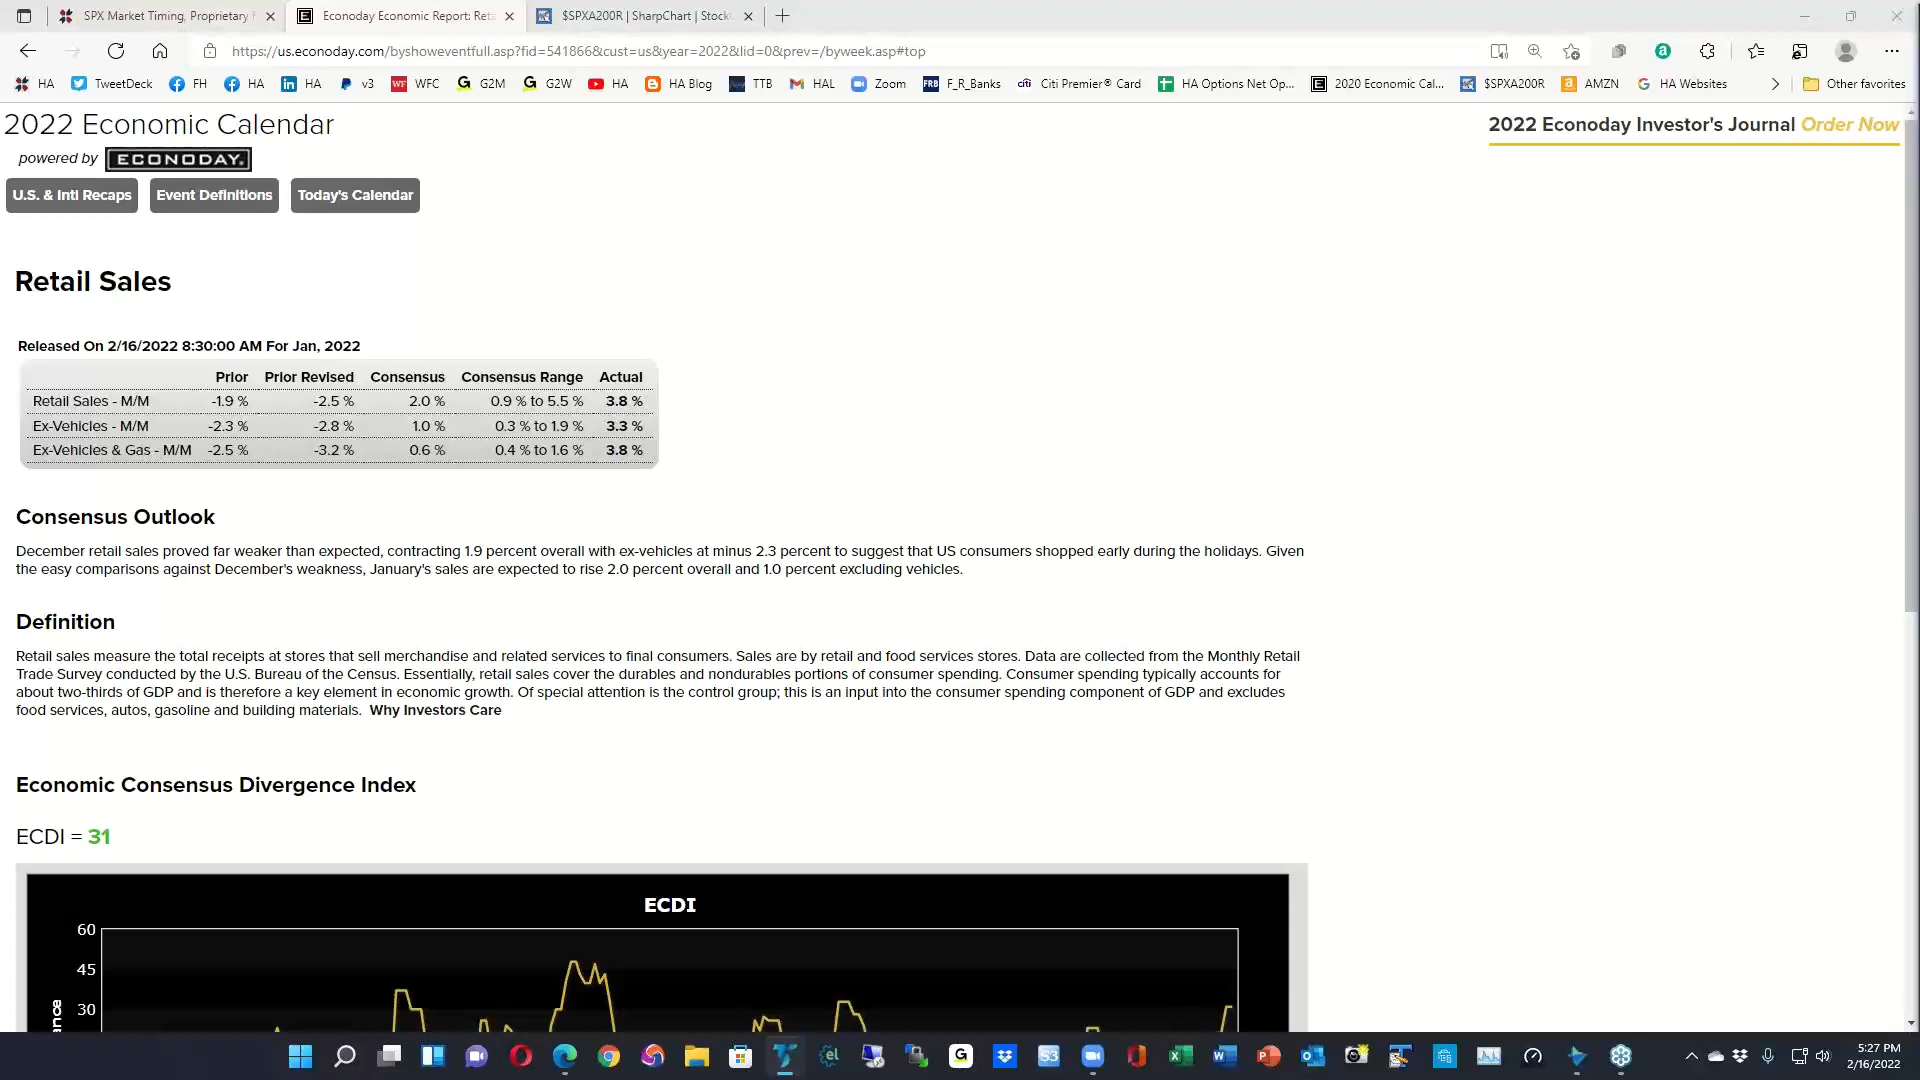 SPX Market Timing, Proprietary
Econoday Economic Report: Reta
$SPXA200R | SharpChart | Stock
https://us.econoday.com/byshoweventfull.asp?fid=541866&cust=us&year=2022&lid=0&prev=/byweek.asp#top
HA TweetDeck FH HA HA v3 WFC G2M G2W HA HA Blog TTB HAL Zoom F_R_Banks Citi Premier® Card HA Options Net Op... 2020 Economic Cal... $SPXA200R AMZN HA Websites Other favorites
2022 Economic Calendar
2022 Econoday Investor's Journal Order Now
powered by ECONODAY.
U.S. & Intl Recaps Event Definitions Today's Calendar
Retail Sales
Released On 2/16/2022 8:30:00 AM For Jan, 2022
Prior Prior Revised Consensus Consensus Range Actual
Retail Sales - M/M -1.9 % -2.5 % 2.0 % 0.9 % to 5.5 % 3.8 %
Ex-Vehicles - M/M -2.3 % -2.8 % 1.0 % 0.3 % to 1.9 % 3.3 %
Ex-Vehicles & Gas - M/M -2.5 % -3.2 % 0.6 % 0.4 % to 1.6 % 3.8 %
Consensus Outlook
December retail sales proved far weaker than expected, contracting 1.9 percent overall with ex-vehicles at minus 2.3 percent to suggest that US consumers shopped early during the holidays. Given
the easy comparisons against December's weakness, January's sales are expected to rise 2.0 percent overall and 1.0 percent excluding vehicles.
Definition
Retail sales measure the total receipts at stores that sell merchandise and related services to final consumers. Sales are by retail and food services stores. Data are collected from the Monthly Retail
Trade Survey conducted by the U.S. Bureau of the Census. Essentially, retail sales cover the durables and nondurables portions of consumer spending. Consumer spending typically accounts for
about two-thirds of GDP and is therefore a key element in economic growth. Of special attention is the control group; this is an input into the consumer spending component of GDP and excludes
food services, autos, gasoline and building materials. Why Investors Care
Economic Consensus Divergence Index
ECDI = 31
ECDI
60
45
30
5:27 PM
2/16/2022